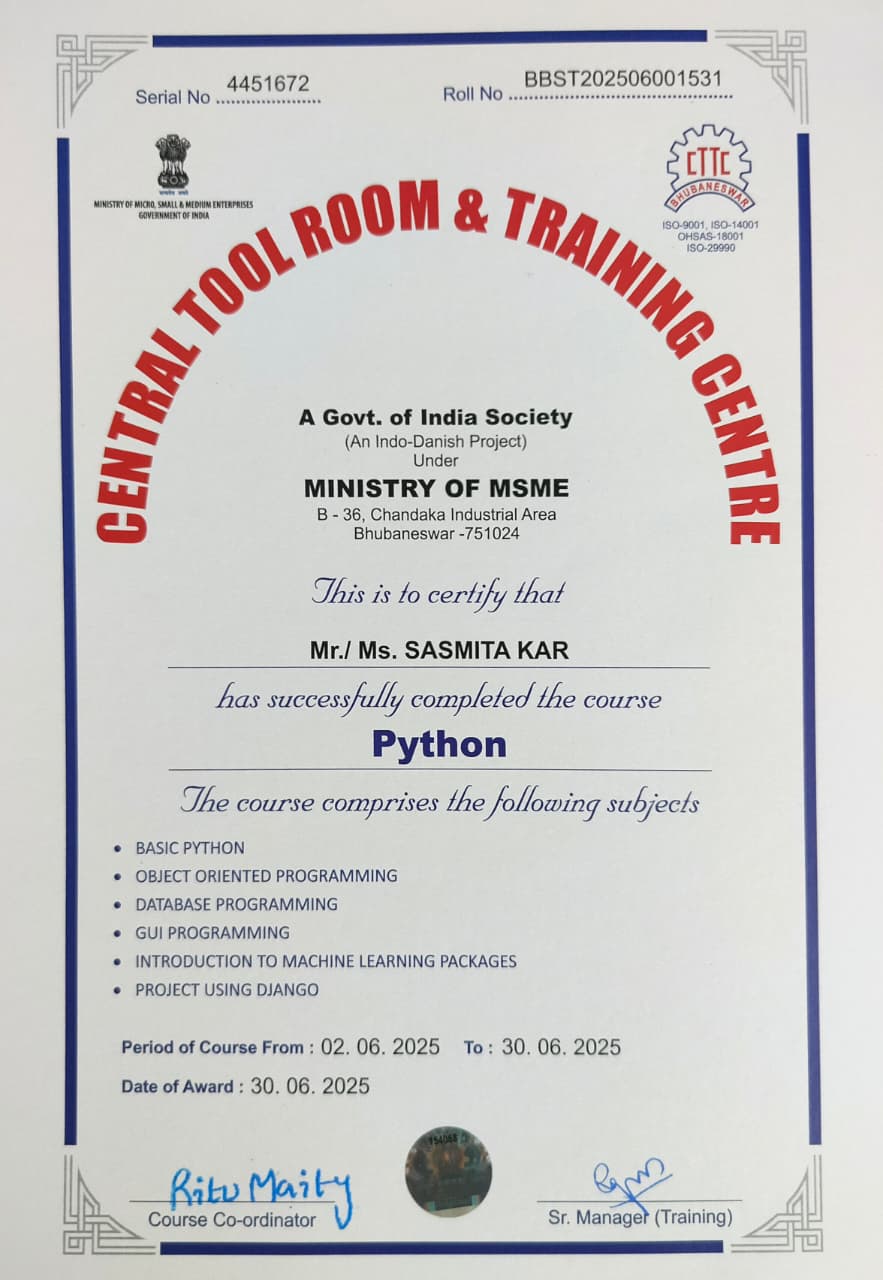 Serial No 4451672
Roll No BBST202506001531
MINISTRY OF MICRO, SMALL & MEDIUM ENTERPRISES
GOVERNMENT OF INDIA
CTTC
BHUBANESWAR
ISO-9001, ISO-14001
OHSAS-18001
ISO-29990
CENTRAL TOOL ROOM & TRAINING CENTRE
A Govt. of India Society
(An Indo-Danish Project)
Under
MINISTRY OF MSME
B - 36, Chandaka Industrial Area
Bhubaneswar -751024
This is to certify that
Mr./ Ms. SASMITA KAR
has successfully completed the course
Python
The course comprises the following subjects
• BASIC PYTHON
• OBJECT ORIENTED PROGRAMMING
• DATABASE PROGRAMMING
• GUI PROGRAMMING
• INTRODUCTION TO MACHINE LEARNING PACKAGES
• PROJECT USING DJANGO
Period of Course From : 02. 06. 2025 To : 30. 06. 2025
Date of Award : 30. 06. 2025
Ritu Maity
Course Co-ordinator
Sr. Manager (Training)